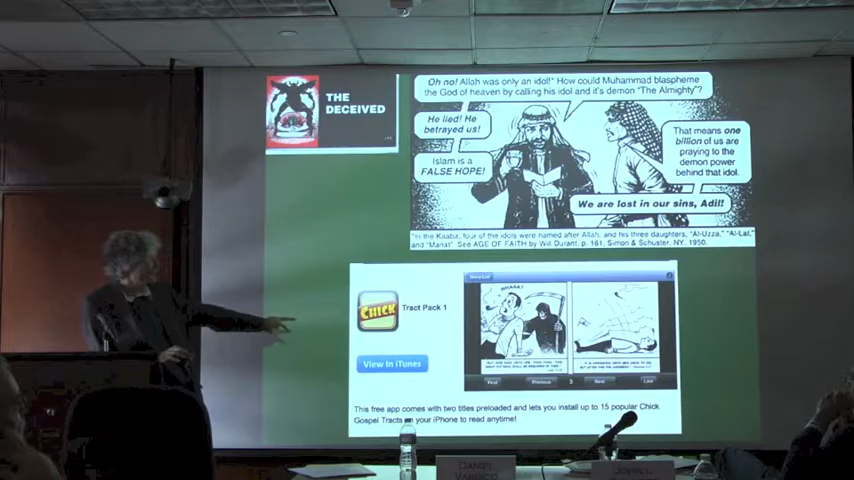 THE
DECEIVED
Oh no! Allah was only an idol!* How could Muhammad blaspheme
the God of heaven by calling his idol and it's demon "The Almighty"?
He lied! He
betrayed us!
Islam is a
FALSE HOPE!
That means one
billion of us are
praying to the
demon power
behind that idol.
We are lost in our sins, Adil!
*In the Kaaba, four of the idols were named after Allah, and his three daughters, "Al-Uzza," "Al-Lat,"
and "Manat" See AGE OF FAITH by Will Durant, p. 161, Simon & Schuster, NY, 1950.
CHICK
Tract Pack 1
View In iTunes
First
Previous
3
Next
Last
This free app comes with two titles preloaded and lets you install up to 15 popular Chick
Gospel Tracts on your iPhone to read anytime!
DANIEL
JOHN L.